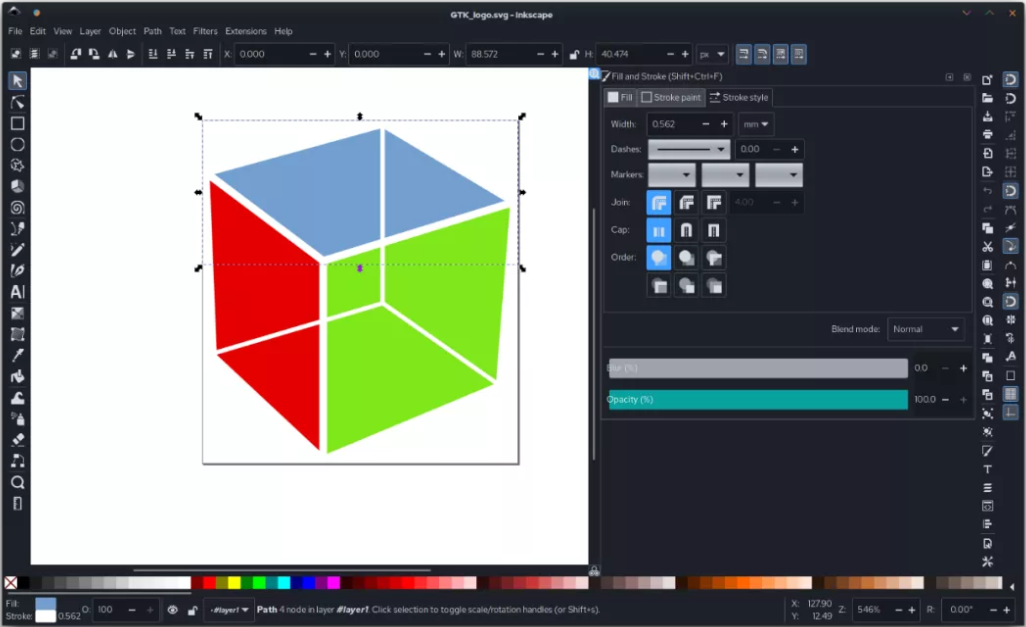 GTK_logo.svg - Inkscape
File Edit View Layer Object Path Text Filters Extensions Help
X: 0.000 − + Y: 0.000 − + W: 88.572 − + H: 40.474 − + px
Fill and Stroke (Shift+Ctrl+F)
Fill Stroke paint Stroke style
Width: 0.562 − + mm
Dashes: 0.00 − +
Markers:
Join: 4.00 − +
Cap:
Order:
Blend mode: Normal
Blur (%) 0.0 − +
Opacity (%) 100.0 − +
Fill: O: 100 − + #layer1 Path 4 node in layer #layer1. Click selection to toggle scale/rotation handles (or Shift+s). X: 127.90 Z: 546% − + R: 0.00° − +
Stroke: 0.562 Y: 12.49